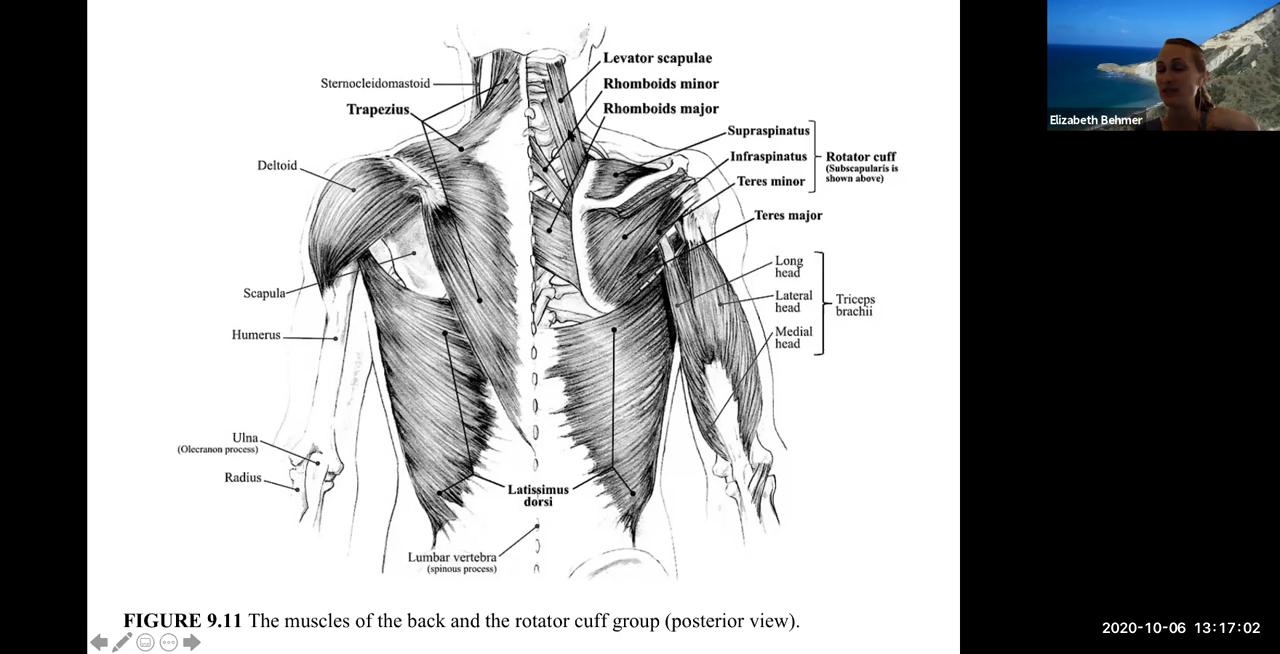 Sternocleidomastoid
Trapezius
Deltoid
Scapula
Humerus
Ulna
(Olecranon process)
Radius
Levator scapulae
Rhomboids minor
Rhomboids major
Supraspinatus
Infraspinatus
Teres minor
Rotator cuff
(Subscapularis is
shown above)
Teres major
Long
head
Lateral
head
Medial
head
Triceps
brachii
Latissimus
dorsi
Lumbar vertebra
(spinous process)
FIGURE 9.11 The muscles of the back and the rotator cuff group (posterior view).
Elizabeth Behmer
2020-10-06 13:17:02